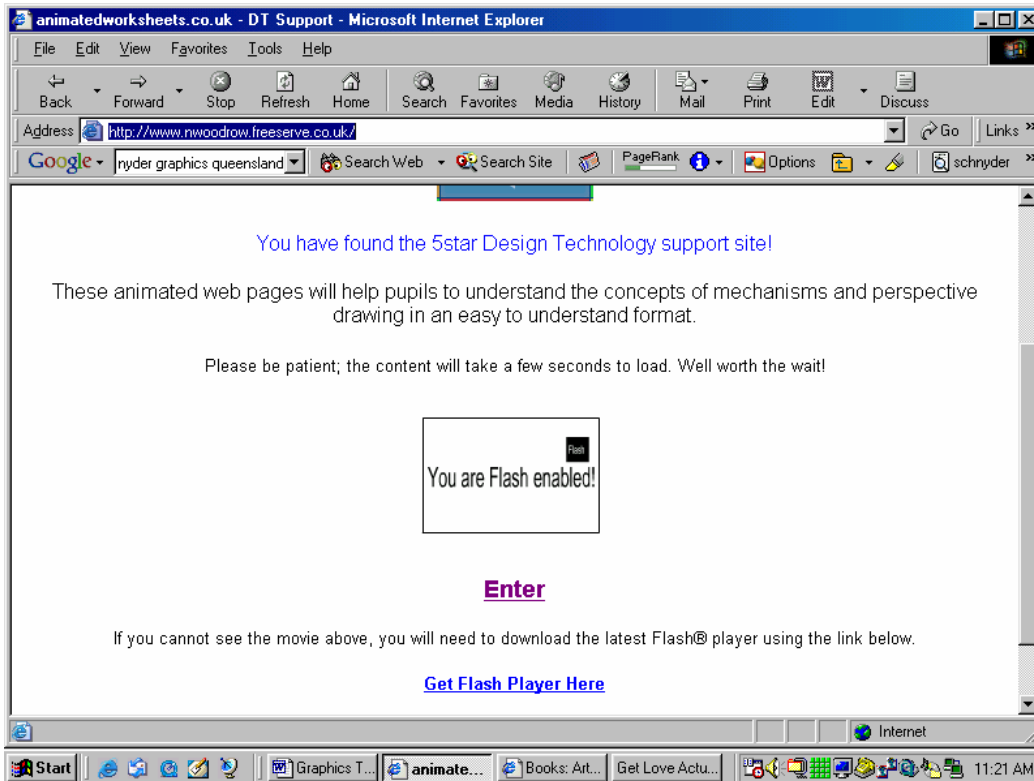 animatedworksheets.co.uk - DT Support - Microsoft Internet Explorer
File Edit View Favorites Tools Help
Back Forward Stop Refresh Home Search Favorites Media History Mail Print Edit Discuss
Address http://www.nwoodrow.freeserve.co.uk/ Go Links »
Google nyder graphics queensland Search Web Search Site PageRank Options schnyder »
You have found the 5star Design Technology support site!
These animated web pages will help pupils to understand the concepts of mechanisms and perspective
drawing in an easy to understand format.
Please be patient; the content will take a few seconds to load. Well worth the wait!
Flash
You are Flash enabled!
Enter
If you cannot see the movie above, you will need to download the latest Flash® player using the link below.
Get Flash Player Here
Internet
Start Graphics T... animate... Books: Art... Get Love Actu... 11:21 AM